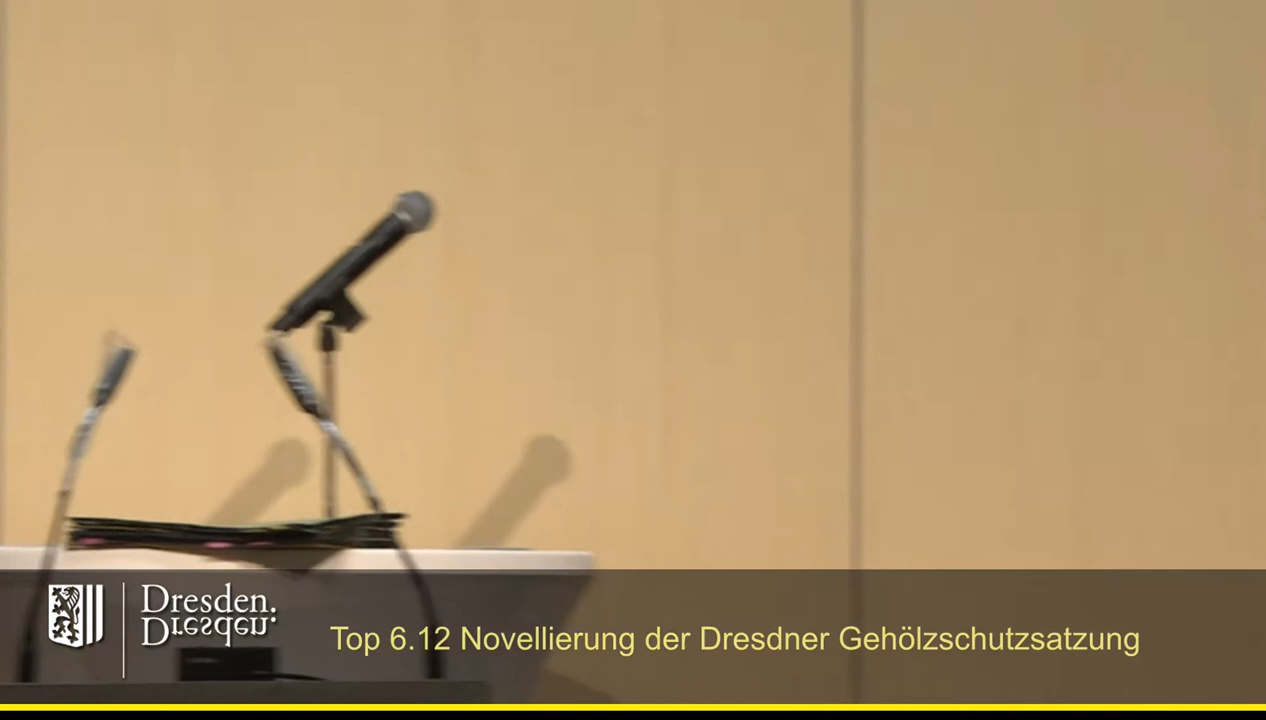 Dresden.
Dresden.
Top 6.12 Novellierung der Dresdner Gehölzschutzsatzung